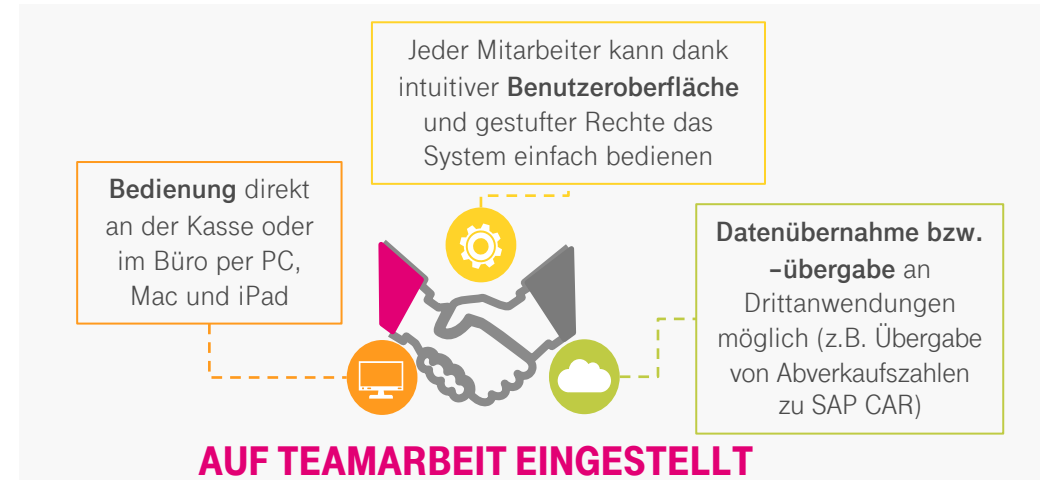 Jeder Mitarbeiter kann dank
intuitiver Benutzeroberfläche
und gestufter Rechte das
System einfach bedienen
Bedienung direkt
an der Kasse oder
im Büro per PC,
Mac und iPad
Datenübernahme bzw.
-übergabe an
Drittanwendungen
möglich (z.B. Übergabe
von Abverkaufszahlen
zu SAP CAR)
AUF TEAMARBEIT EINGESTELLT